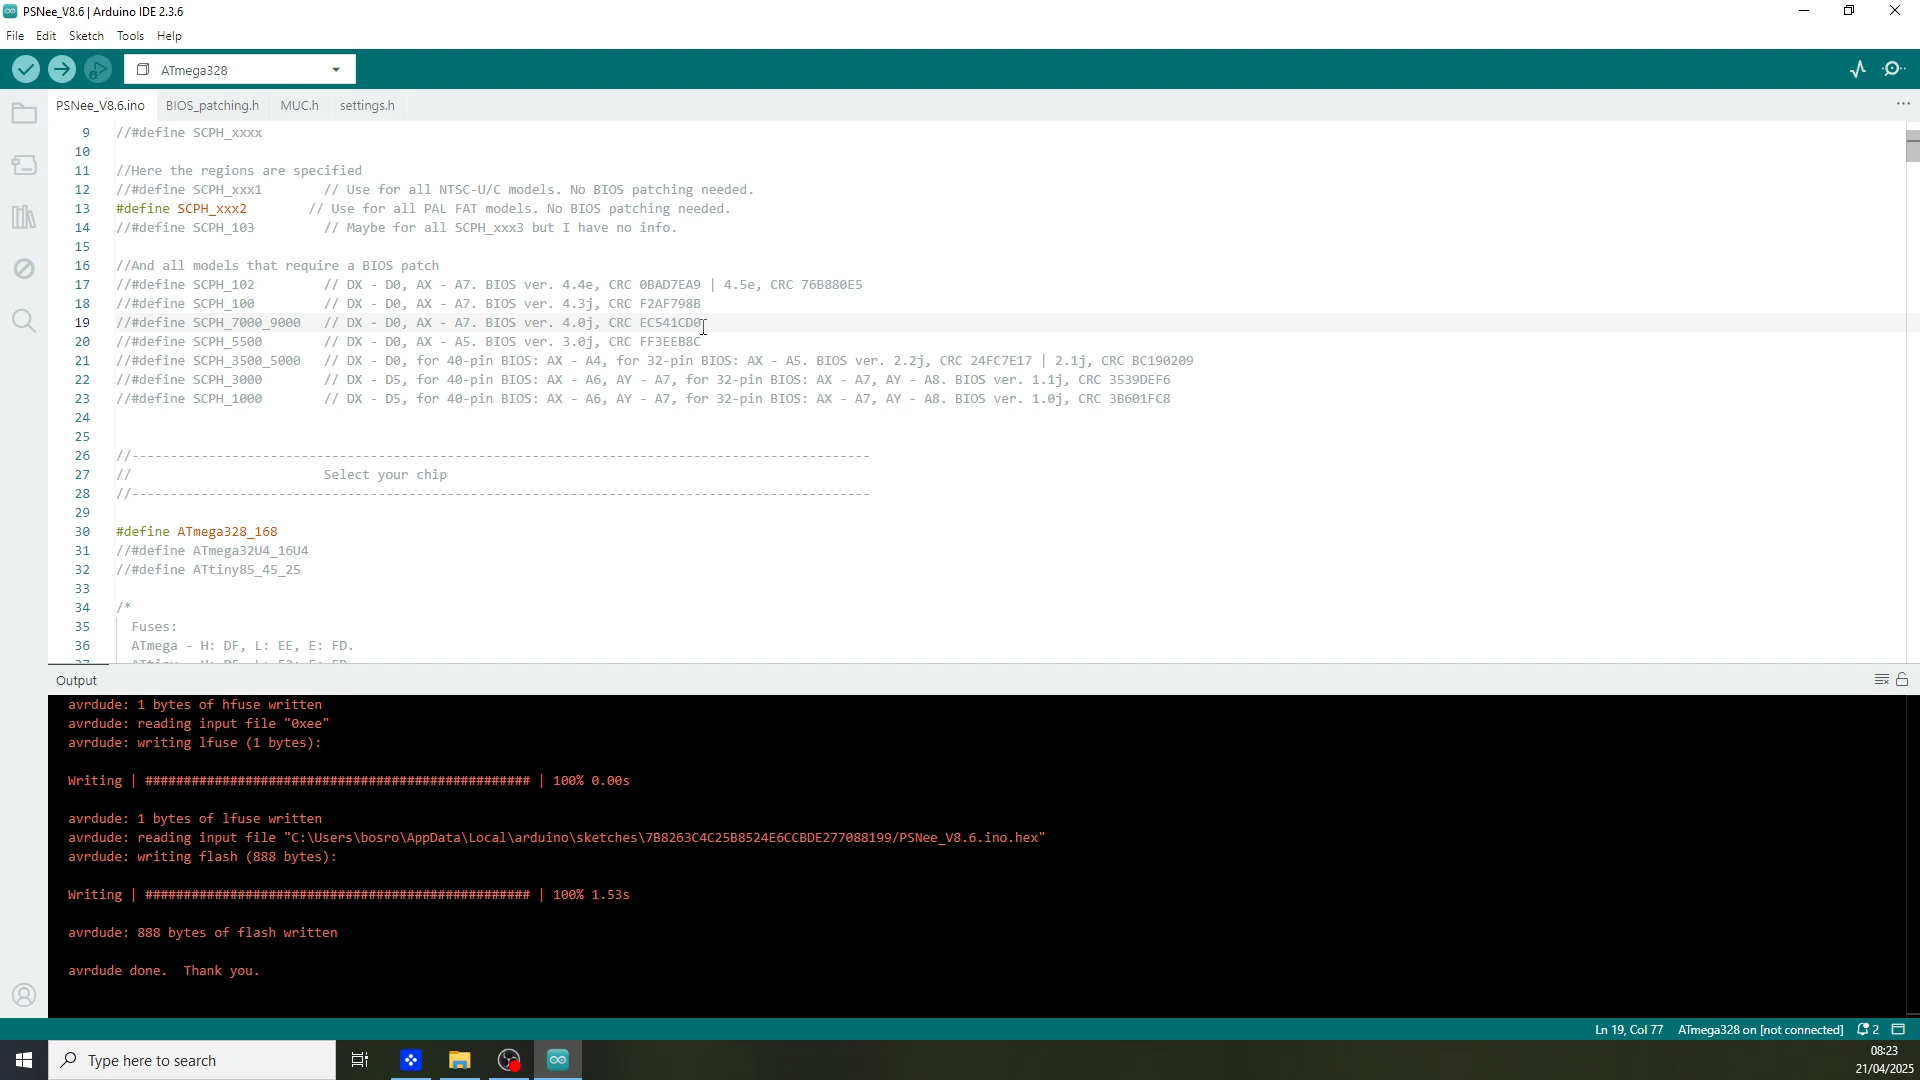 PSNee_V8.6 | Arduino IDE 2.3.6
File Edit Sketch Tools Help
ATmega328
PSNee_V8.6.ino BIOS_patching.h MUC.h settings.h
9 //#define SCPH_xxxx
10
11 //Here the regions are specified
12 //#define SCPH_xxx1 // Use for all NTSC-U/C models. No BIOS patching needed.
13 #define SCPH_xxx2 // Use for all PAL FAT models. No BIOS patching needed.
14 //#define SCPH_103 // Maybe for all SCPH_xxx3 but I have no info.
15
16 //And all models that require a BIOS patch
17 //#define SCPH_102 // DX - D0, AX - A7. BIOS ver. 4.4e, CRC 0BAD7EA9 | 4.5e, CRC 76B880E5
18 //#define SCPH_100 // DX - D0, AX - A7. BIOS ver. 4.3j, CRC F2AF798B
19 //#define SCPH_7000_9000 // DX - D0, AX - A7. BIOS ver. 4.0j, CRC EC541CD0
20 //#define SCPH_5500 // DX - D0, AX - A5. BIOS ver. 3.0j, CRC FF3EEB8C
21 //#define SCPH_3500_5000 // DX - D0, for 40-pin BIOS: AX - A4, for 32-pin BIOS: AX - A5. BIOS ver. 2.2j, CRC 24FC7E17 | 2.1j, CRC BC190209
22 //#define SCPH_3000 // DX - D5, for 40-pin BIOS: AX - A6, AY - A7, for 32-pin BIOS: AX - A7, AY - A8. BIOS ver. 1.1j, CRC 3539DEF6
23 //#define SCPH_1000 // DX - D5, for 40-pin BIOS: AX - A6, AY - A7, for 32-pin BIOS: AX - A7, AY - A8. BIOS ver. 1.0j, CRC 3B601FC8
24
25
26 //------------------------------------------------------------------------------------------------
27 // Select your chip
28 //------------------------------------------------------------------------------------------------
29
30 #define ATmega328_168
31 //#define ATmega32U4_16U4
32 //#define ATtiny85_45_25
33
34 /*
35 Fuses:
36 ATmega - H: DF, L: EE, E: FD.
Output
avrdude: 1 bytes of hfuse written
avrdude: reading input file "0xee"
avrdude: writing lfuse (1 bytes):
Writing | ################################################## | 100% 0.00s
avrdude: 1 bytes of lfuse written
avrdude: reading input file "C:\Users\bosro\AppData\Local\arduino\sketches\7B8263C4C25B8524E6CCBDE277088199/PSNee_V8.6.ino.hex"
avrdude: writing flash (888 bytes):
Writing | ################################################## | 100% 1.53s
avrdude: 888 bytes of flash written
avrdude done. Thank you.
Ln 19, Col 77 ATmega328 on [not connected] 2
Type here to search
08:23
21/04/2025